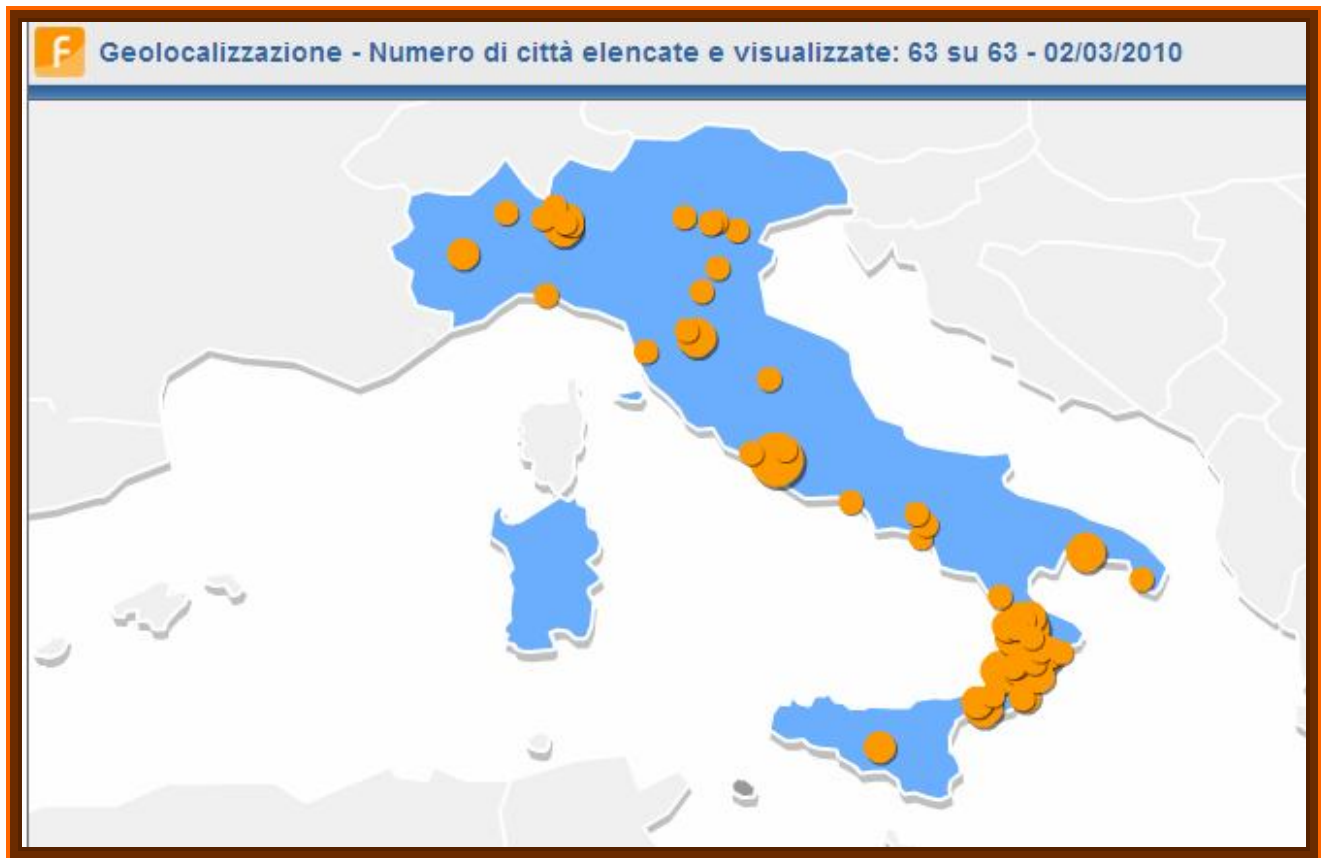 F
Geolocalizzazione - Numero di città elencate e visualizzate: 63 su 63 - 02/03/2010